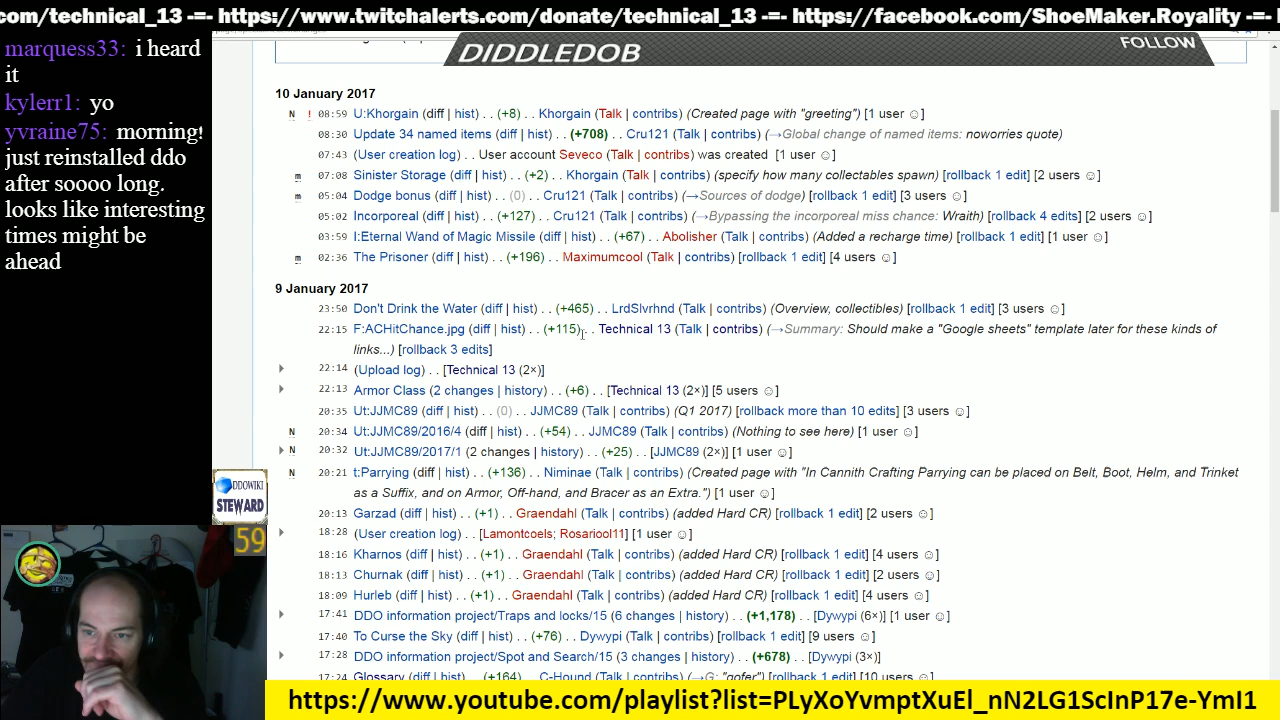 com/technical_13 -=- https://www.twitchalerts.com/donate/technical_13 -=- https://facebook.com/ShoeMaker.Royality -=-
marquess33: i heard
it
kylerr1: yo
yvraine75: morning!
just reinstalled ddo
after soooo long.
looks like interesting
times might be
ahead
DIDDLEDOB
FOLLOW
10 January 2017
N ! 08:59 U:Khorgain (diff | hist) . . (+8) . . Khorgain (Talk | contribs) (Created page with "greeting") [1 user ☺]
08:30 Update 34 named items (diff | hist) . . (+708) . . Cru121 (Talk | contribs) (→Global change of named items: noworries quote)
07:43 (User creation log) . . User account Seveco (Talk | contribs) was created [1 user ☺]
m 07:08 Sinister Storage (diff | hist) . . (+2) . . Khorgain (Talk | contribs) (specify how many collectables spawn) [rollback 1 edit] [2 users ☺]
m 05:04 Dodge bonus (diff | hist) . . (0) . . Cru121 (Talk | contribs) (→Sources of dodge) [rollback 1 edit] [3 users ☺]
05:02 Incorporeal (diff | hist) . . (+127) . . Cru121 (Talk | contribs) (→Bypassing the incorporeal miss chance: Wraith) [rollback 4 edits] [2 users ☺]
03:59 I:Eternal Wand of Magic Missile (diff | hist) . . (+67) . . Abolisher (Talk | contribs) (Added a recharge time) [rollback 1 edit] [1 user ☺]
m 02:36 The Prisoner (diff | hist) . . (+196) . . Maximumcool (Talk | contribs) [rollback 1 edit] [4 users ☺]
9 January 2017
23:50 Don't Drink the Water (diff | hist) . . (+465) . . LrdSlvrhnd (Talk | contribs) (Overview, collectibles) [rollback 1 edit] [3 users ☺]
22:15 F:ACHitChance.jpg (diff | hist) . . (+115) . . Technical 13 (Talk | contribs) (→Summary: Should make a "Google sheets" template later for these kinds of
links...) [rollback 3 edits]
22:14 (Upload log) . . [Technical 13 (2×)]
22:13 Armor Class (2 changes | history) . . (+6) . . [Technical 13 (2×)] [5 users ☺]
20:35 Ut:JJMC89 (diff | hist) . . (0) . . JJMC89 (Talk | contribs) (Q1 2017) [rollback more than 10 edits] [3 users ☺]
N 20:34 Ut:JJMC89/2016/4 (diff | hist) . . (+54) . . JJMC89 (Talk | contribs) (Nothing to see here) [1 user ☺]
N 20:32 Ut:JJMC89/2017/1 (2 changes | history) . . (+25) . . [JJMC89 (2×)] [1 user ☺]
N 20:21 t:Parrying (diff | hist) . . (+136) . . Niminae (Talk | contribs) (Created page with "In Cannith Crafting Parrying can be placed on Belt, Boot, Helm, and Trinket
as a Suffix, and on Armor, Off-hand, and Bracer as an Extra.") [1 user ☺]
20:13 Garzad (diff | hist) . . (+1) . . Graendahl (Talk | contribs) (added Hard CR) [rollback 1 edit] [2 users ☺]
18:28 (User creation log) . . [Lamontcoels; Rosariool11] [1 user ☺]
18:16 Kharnos (diff | hist) . . (+1) . . Graendahl (Talk | contribs) (added Hard CR) [rollback 1 edit] [4 users ☺]
18:13 Churnak (diff | hist) . . (+1) . . Graendahl (Talk | contribs) (added Hard CR) [rollback 1 edit] [2 users ☺]
18:09 Hurleb (diff | hist) . . (+1) . . Graendahl (Talk | contribs) (added Hard CR) [rollback 1 edit] [4 users ☺]
17:41 DDO information project/Traps and locks/15 (6 changes | history) . . (+1,178) . . [Dywypi (6×)] [1 user ☺]
17:40 To Curse the Sky (diff | hist) . . (+76) . . Dywypi (Talk | contribs) [rollback 1 edit] [9 users ☺]
17:28 DDO information project/Spot and Search/15 (3 changes | history) . . (+678) . . [Dywypi (3×)]
17:24 Glossary (diff | hist) . . (+164) . . C-Hound (Talk | contribs) (→G: "gofer") [rollback 1 edit] [10 users ☺]
DDOWIKI
STEWARD
59
https://www.youtube.com/playlist?list=PLyXoYvmptXuEl_nN2LG1ScInP17e-YmI1